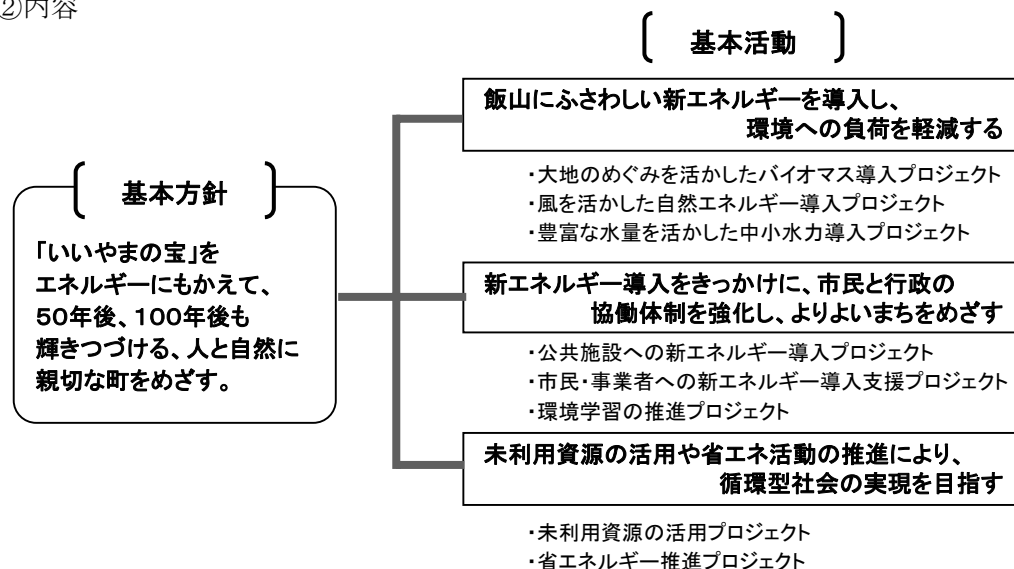 ②内容
基本方針
「いいやまの宝」を
エネルギーにもかえて、
50年後、100年後も
輝きつづける、人と自然に
親切な町をめざす。
基本活動
飯山にふさわしい新エネルギーを導入し、
環境への負荷を軽減する
・大地のめぐみを活かしたバイオマス導入プロジェクト
・風を活かした自然エネルギー導入プロジェクト
・豊富な水量を活かした中小水力導入プロジェクト
新エネルギー導入をきっかけに、市民と行政の
協働体制を強化し、よりよいまちをめざす
・公共施設への新エネルギー導入プロジェクト
・市民・事業者への新エネルギー導入支援プロジェクト
・環境学習の推進プロジェクト
未利用資源の活用や省エネ活動の推進により、
循環型社会の実現を目指す
・未利用資源の活用プロジェクト
・省エネルギー推進プロジェクト